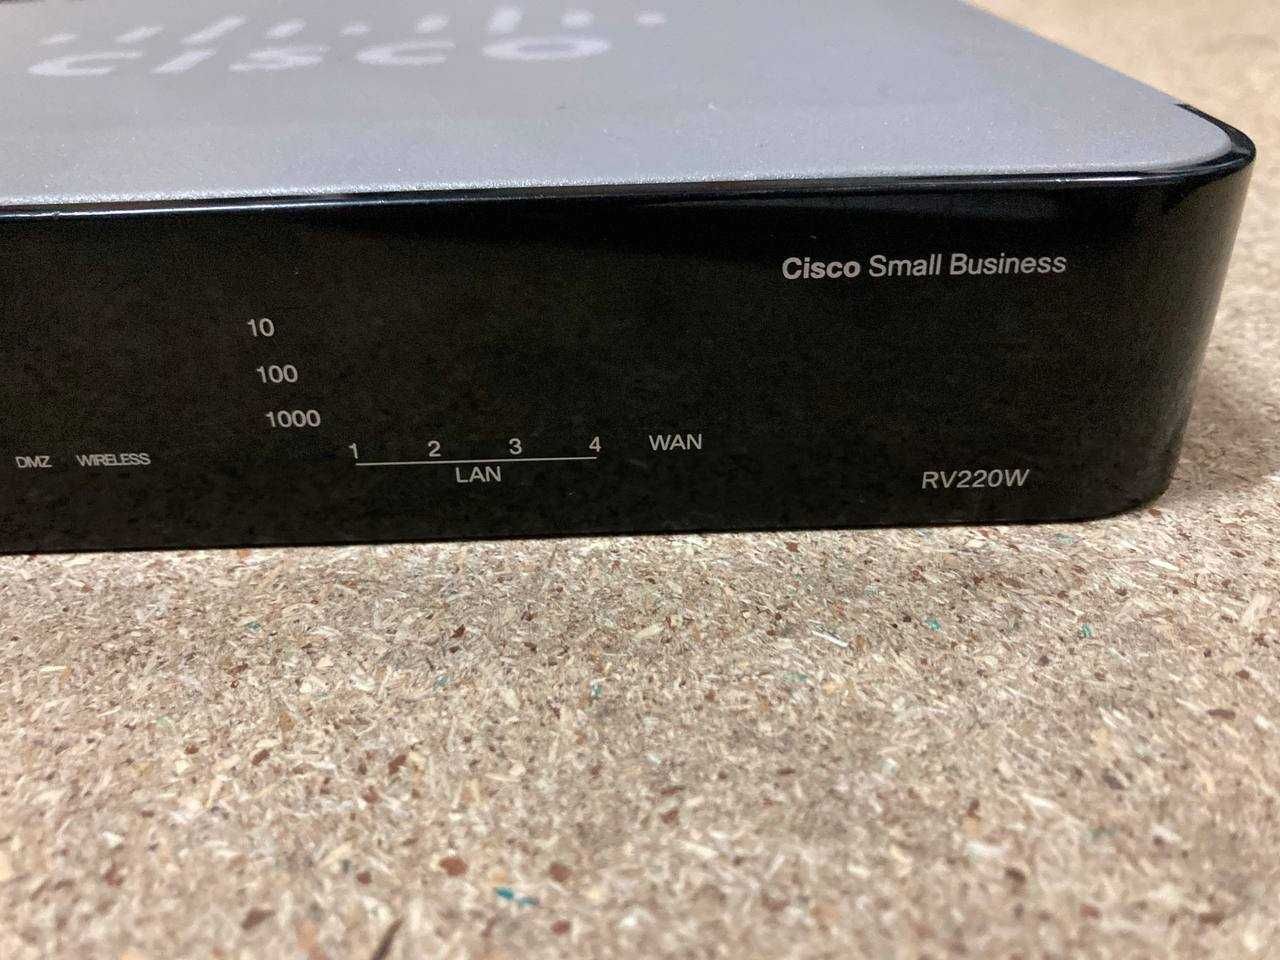 CISCO
Cisco Small Business
10
100
1000
DMZ WIRELESS
1 2 3 4
LAN
WAN
RV220W